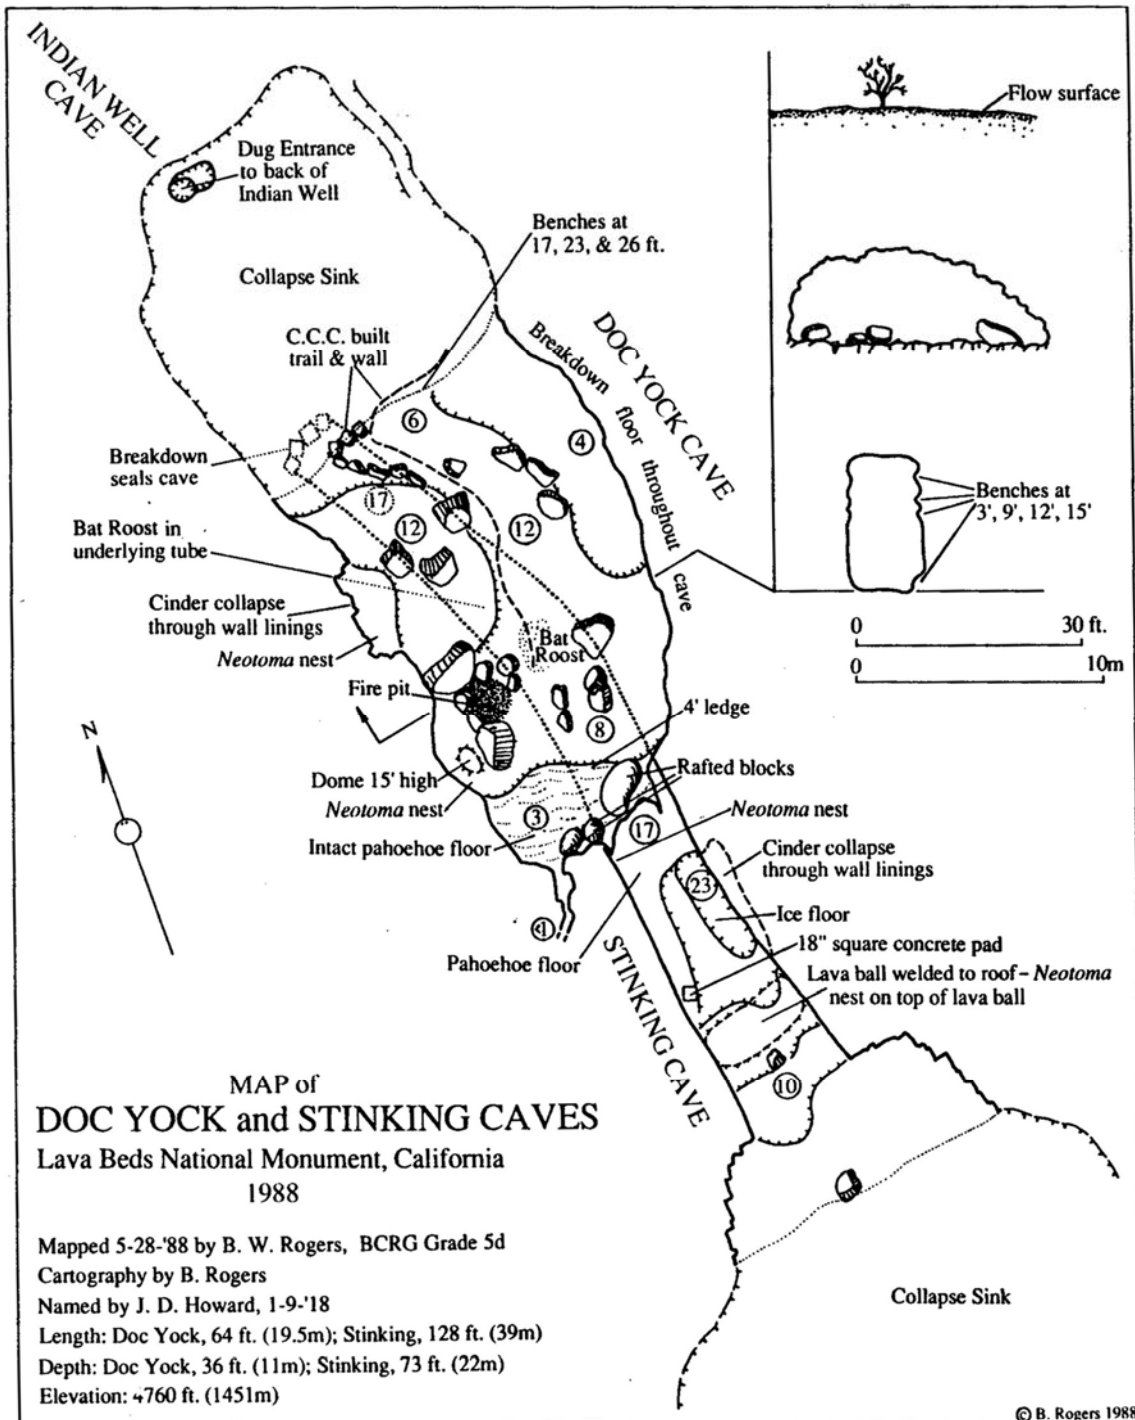 INDIAN WELL
CAVE
Dug Entrance
to back of
Indian Well
Flow surface
Benches at
17, 23, & 26 ft.
Collapse Sink
C.C.C. built
trail & wall
DOC YOCK CAVE
Breakdown floor throughout cave
6
4
Breakdown
seals cave
17
12
12
Benches at
3', 9', 12', 15'
Bat Roost in
underlying tube
Cinder collapse
through wall linings
Neotoma nest
Bat
Roost
0 30 ft.
0 10m
Fire pit
8
4' ledge
N
Dome 15' high
Neotoma nest
Rafted blocks
3
17
Neotoma nest
Intact pahoehoe floor
Cinder collapse
through wall linings
23
Ice floor
<1
Pahoehoe floor
18" square concrete pad
STINKING CAVE
Lava ball welded to roof – Neotoma
nest on top of lava ball
10
MAP of
DOC YOCK and STINKING CAVES
Lava Beds National Monument, California
1988
Mapped 5-28-'88 by B. W. Rogers, BCRG Grade 5d
Cartography by B. Rogers
Named by J. D. Howard, 1-9-'18
Length: Doc Yock, 64 ft. (19.5m); Stinking, 128 ft. (39m)
Depth: Doc Yock, 36 ft. (11m); Stinking, 73 ft. (22m)
Elevation: 4760 ft. (1451m)
Collapse Sink
© B. Rogers 1988